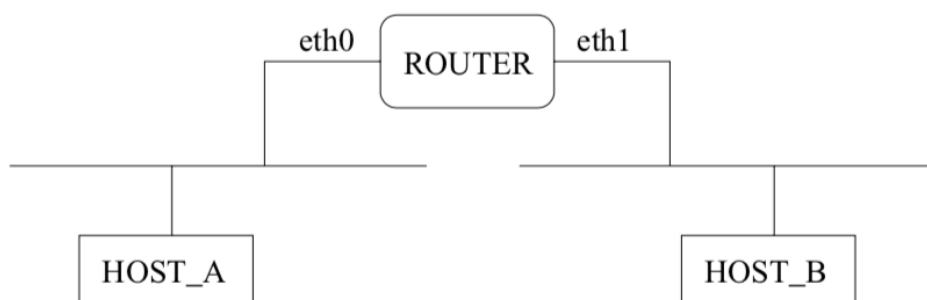 eth0
ROUTER
eth1
HOST_A
HOST_B